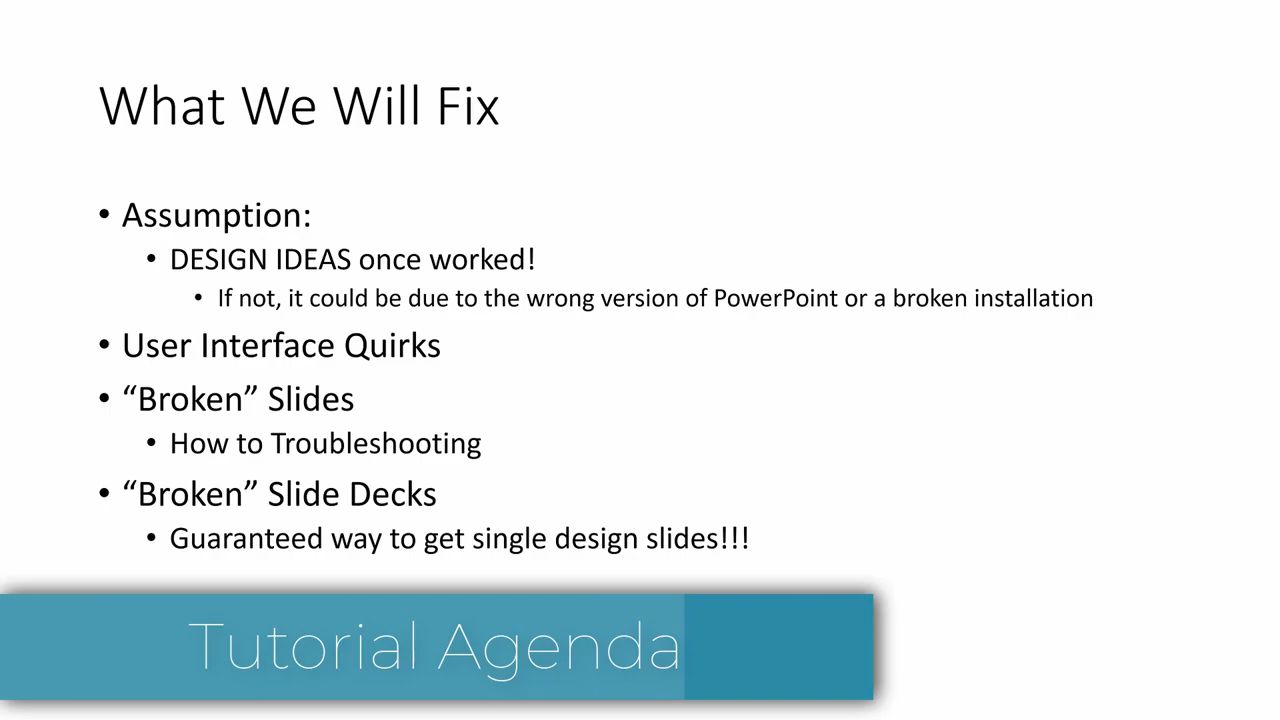 What We Will Fix
• Assumption:
• DESIGN IDEAS once worked!
• If not, it could be due to the wrong version of PowerPoint or a broken installation
• User Interface Quirks
• “Broken” Slides
• How to Troubleshooting
• “Broken” Slide Decks
• Guaranteed way to get single design slides!!!
Tutorial Agenda